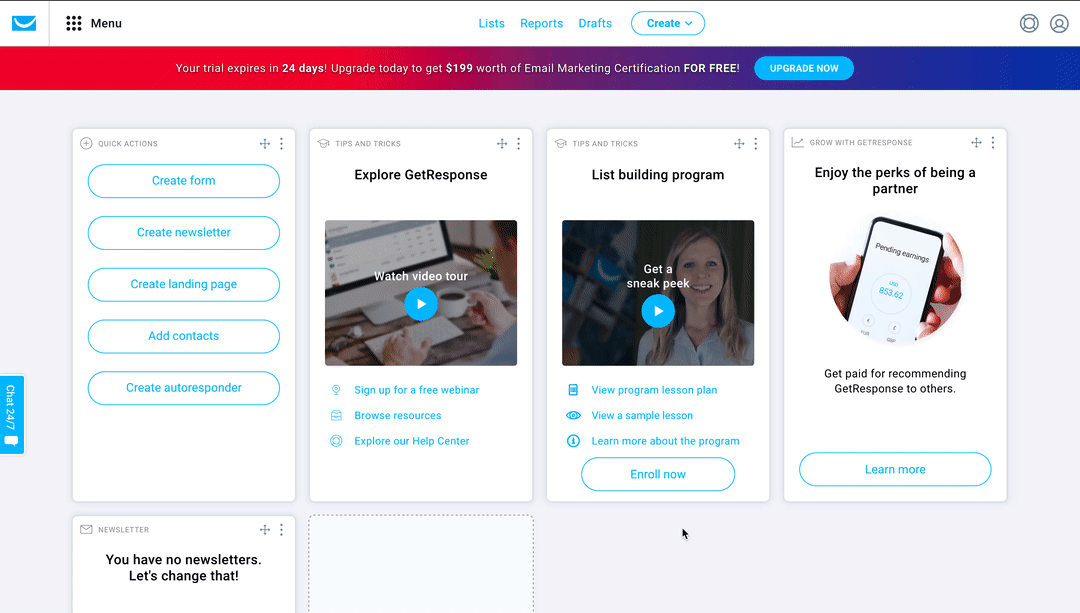 Menu
Lists Reports Drafts Create
Your trial expires in 24 days! Upgrade today to get $199 worth of Email Marketing Certification FOR FREE! UPGRADE NOW
QUICK ACTIONS
Create form
Create newsletter
Create landing page
Add contacts
Create autoresponder
TIPS AND TRICKS
Explore GetResponse
Watch video tour
Sign up for a free webinar
Browse resources
Explore our Help Center
TIPS AND TRICKS
List building program
Get a
sneak peek
View program lesson plan
View a sample lesson
Learn more about the program
Enroll now
GROW WITH GETRESPONSE
Enjoy the perks of being a
partner
Pending earnings
USD
853.62
€
£
EUR
GBP
Get paid for recommending
GetResponse to others.
Learn more
Chat 24/7
NEWSLETTER
You have no newsletters.
Let's change that!